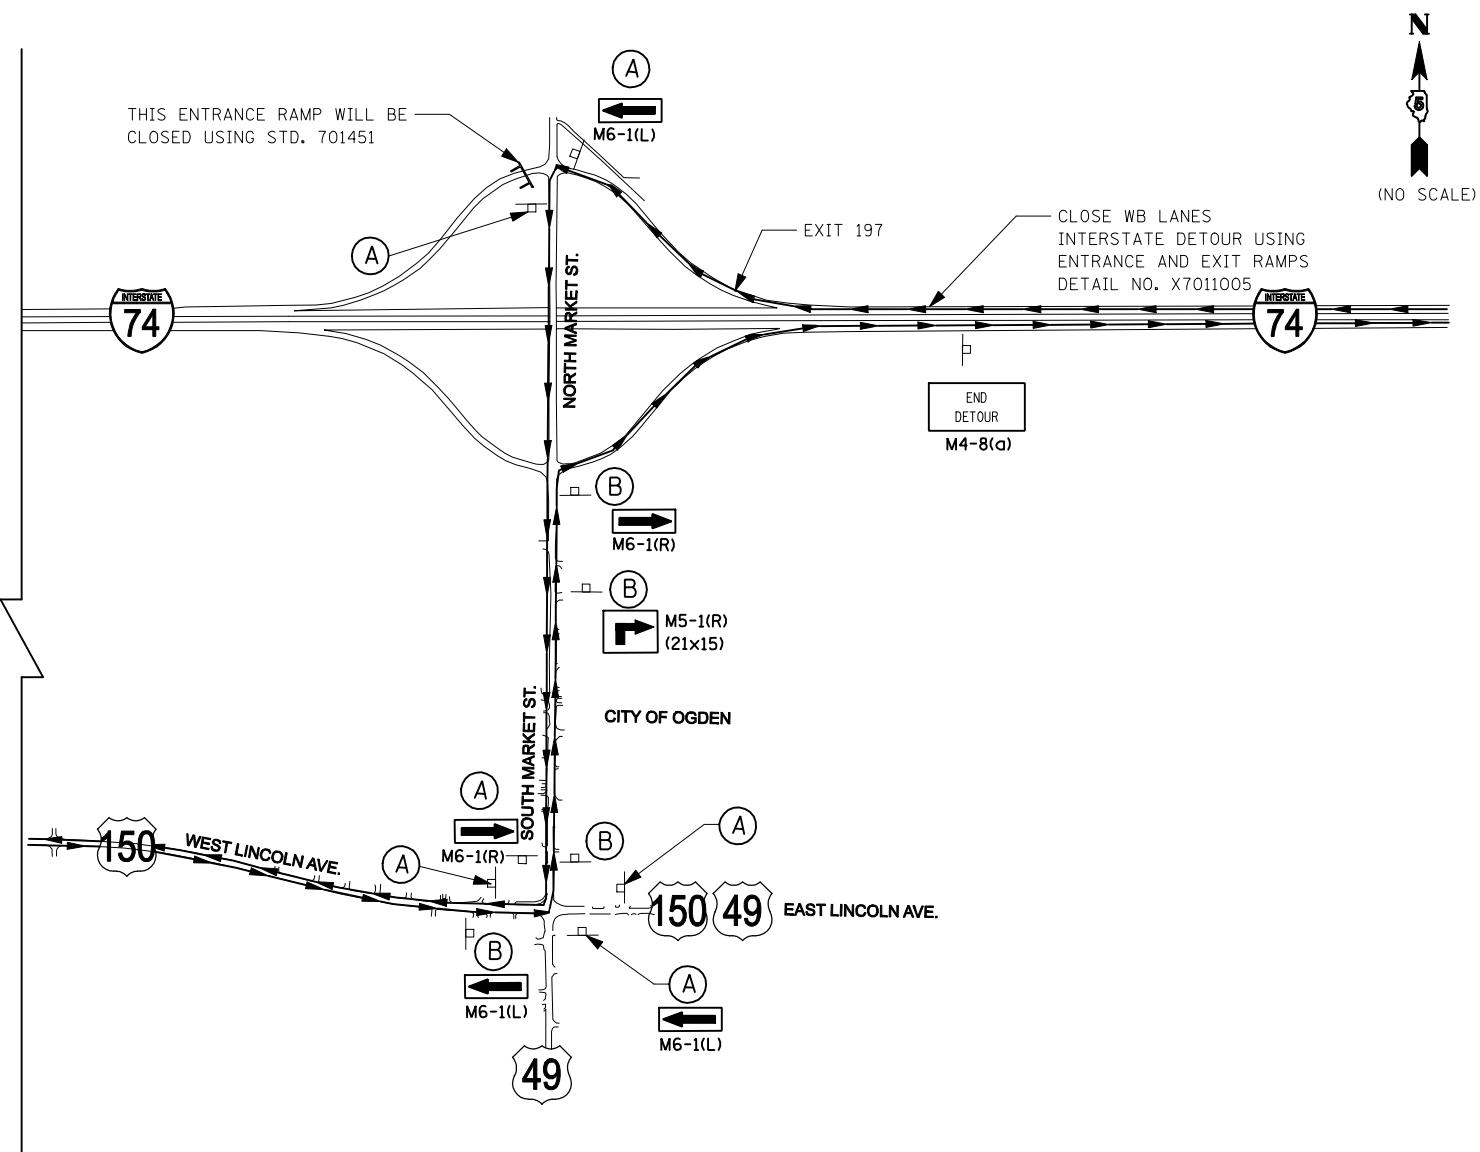 N
5
(NO SCALE)
A
M6-1(L)
THIS ENTRANCE RAMP WILL BE
CLOSED USING STD. 701451
A
EXIT 197
CLOSE WB LANES
INTERSTATE DETOUR USING
ENTRANCE AND EXIT RAMPS
DETAIL NO. X7011005
INTERSTATE
74
INTERSTATE
74
NORTH MARKET ST.
END
DETOUR
M4-8(a)
B
M6-1(R)
B
M5-1(R)
(21x15)
CITY OF OGDEN
SOUTH MARKET ST.
A
M6-1(R)
B
A
A
150
WEST LINCOLN AVE.
150
49
EAST LINCOLN AVE.
B
M6-1(L)
A
M6-1(L)
49